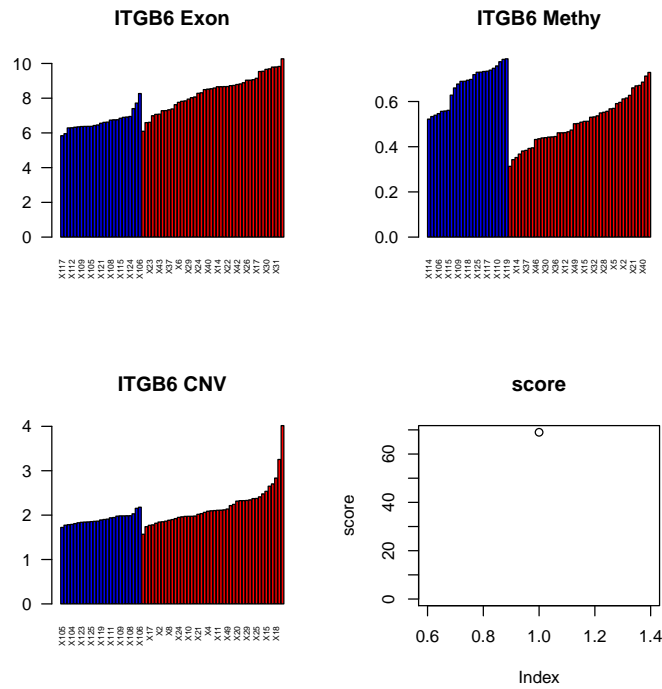 ITGB6 Exon
10
8
6
4
2
0
X117 X112 X109 X105 X121 X108 X115 X124 X106 X23 X43 X37 X6 X29 X24 X40 X14 X22 X42 X26 X17 X30 X31
ITGB6 Methy
0.6
0.4
0.2
0.0
X114 X106 X115 X109 X118 X125 X117 X110 X119 X14 X37 X46 X30 X36 X12 X49 X15 X32 X28 X5 X2 X21 X40
ITGB6 CNV
4
3
2
1
0
X105 X104 X123 X125 X119 X111 X109 X108 X106 X17 X2 X8 X24 X10 X21 X4 X11 X49 X20 X29 X25 X15 X18
score
score
60
40
20
0
0.6 0.8 1.0 1.2 1.4
Index